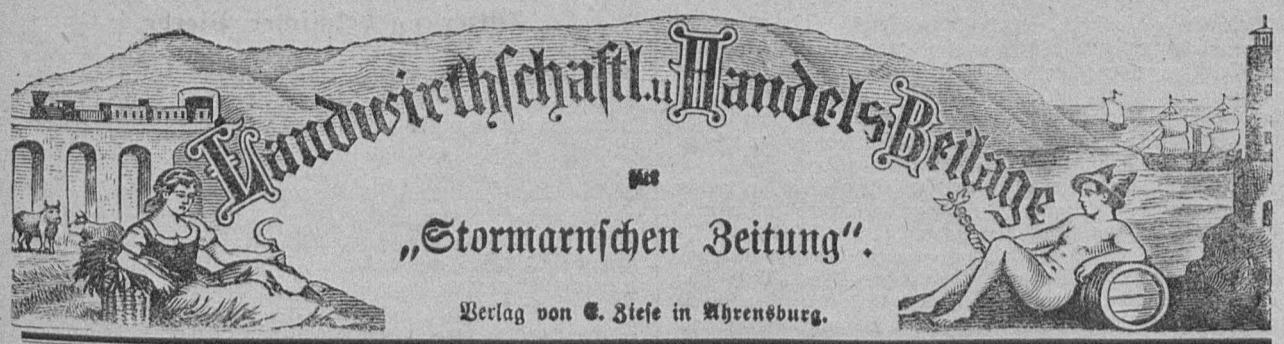 Landwirthschaftl. u. Handels Beilage
zur
„Stormarnschen Zeitung“.
Verlag von E. Ziese in Ahrensburg.